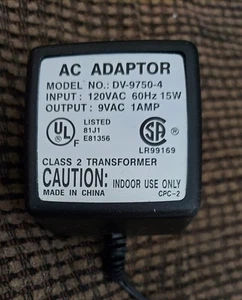 AC ADAPTOR
MODEL NO.: DV-9750-4
INPUT : 120VAC 60Hz 15W
OUTPUT : 9VAC 1AMP
UL
LISTED
81J1
E81356
F
SA
LR99169
CLASS 2 TRANSFORMER
CAUTION: INDOOR USE ONLY
MADE IN CHINA
CPC-2